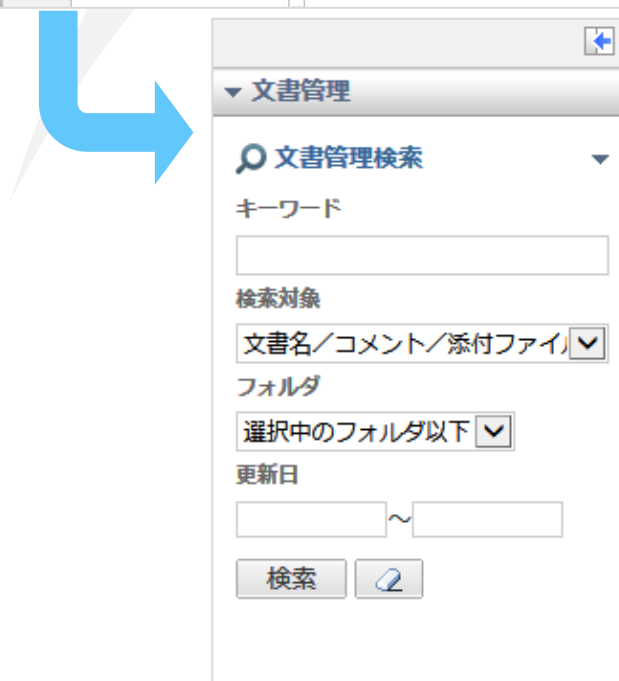 文書管理
文書管理検索
キーワード
検索対象
文書名／コメント／添付ファイ
フォルダ
選択中のフォルダ以下
更新日
～
検索